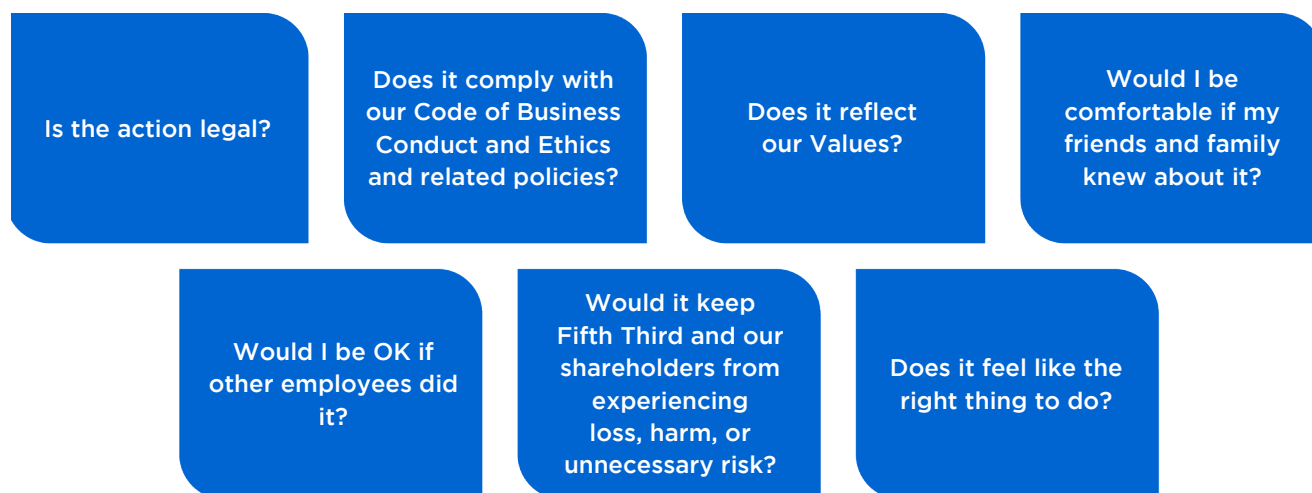 Is the action legal?
Does it comply with
our Code of Business
Conduct and Ethics
and related policies?
Does it reflect
our Values?
Would I be
comfortable if my
friends and family
knew about it?
Would I be OK if
other employees did
it?
Would it keep
Fifth Third and our
shareholders from
experiencing
loss, harm, or
unnecessary risk?
Does it feel like the
right thing to do?